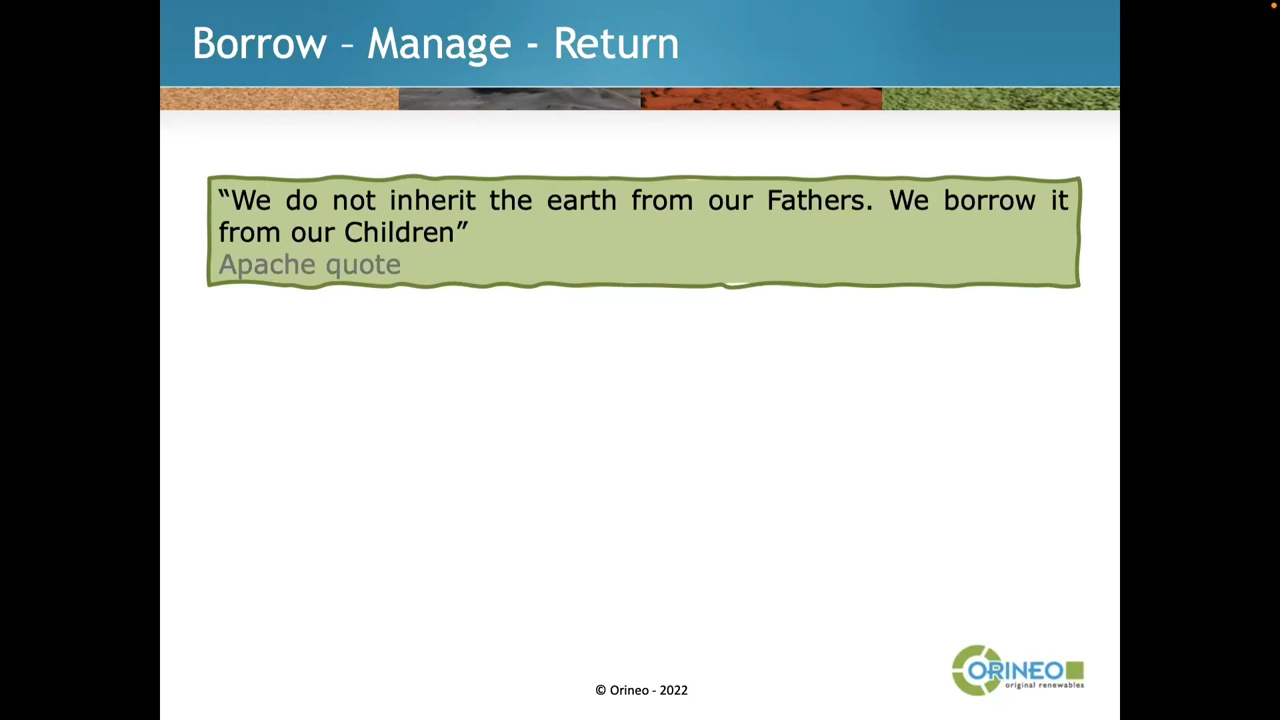 Borrow – Manage - Return
“We do not inherit the earth from our Fathers. We borrow it
from our Children”
Apache quote
© Orineo - 2022
ORINEO
original renewables